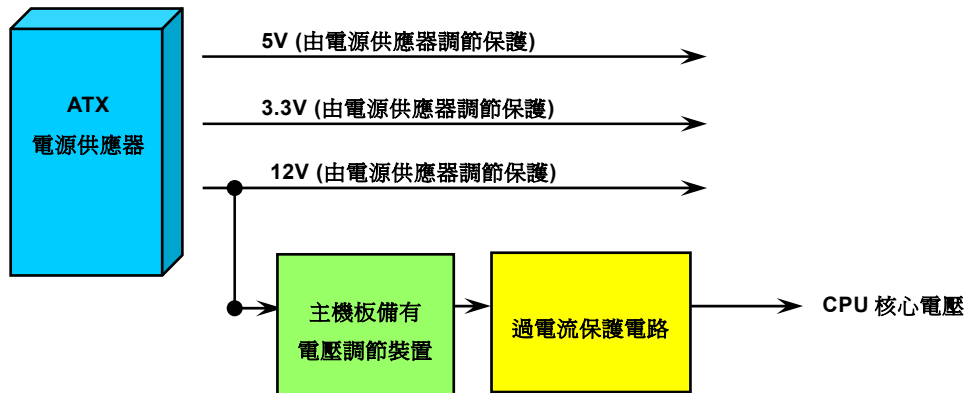 5V (由電源供應器調節保護)
ATX
電源供應器
3.3V (由電源供應器調節保護)
12V (由電源供應器調節保護)
主機板備有
電壓調節裝置
過電流保護電路
CPU 核心電壓